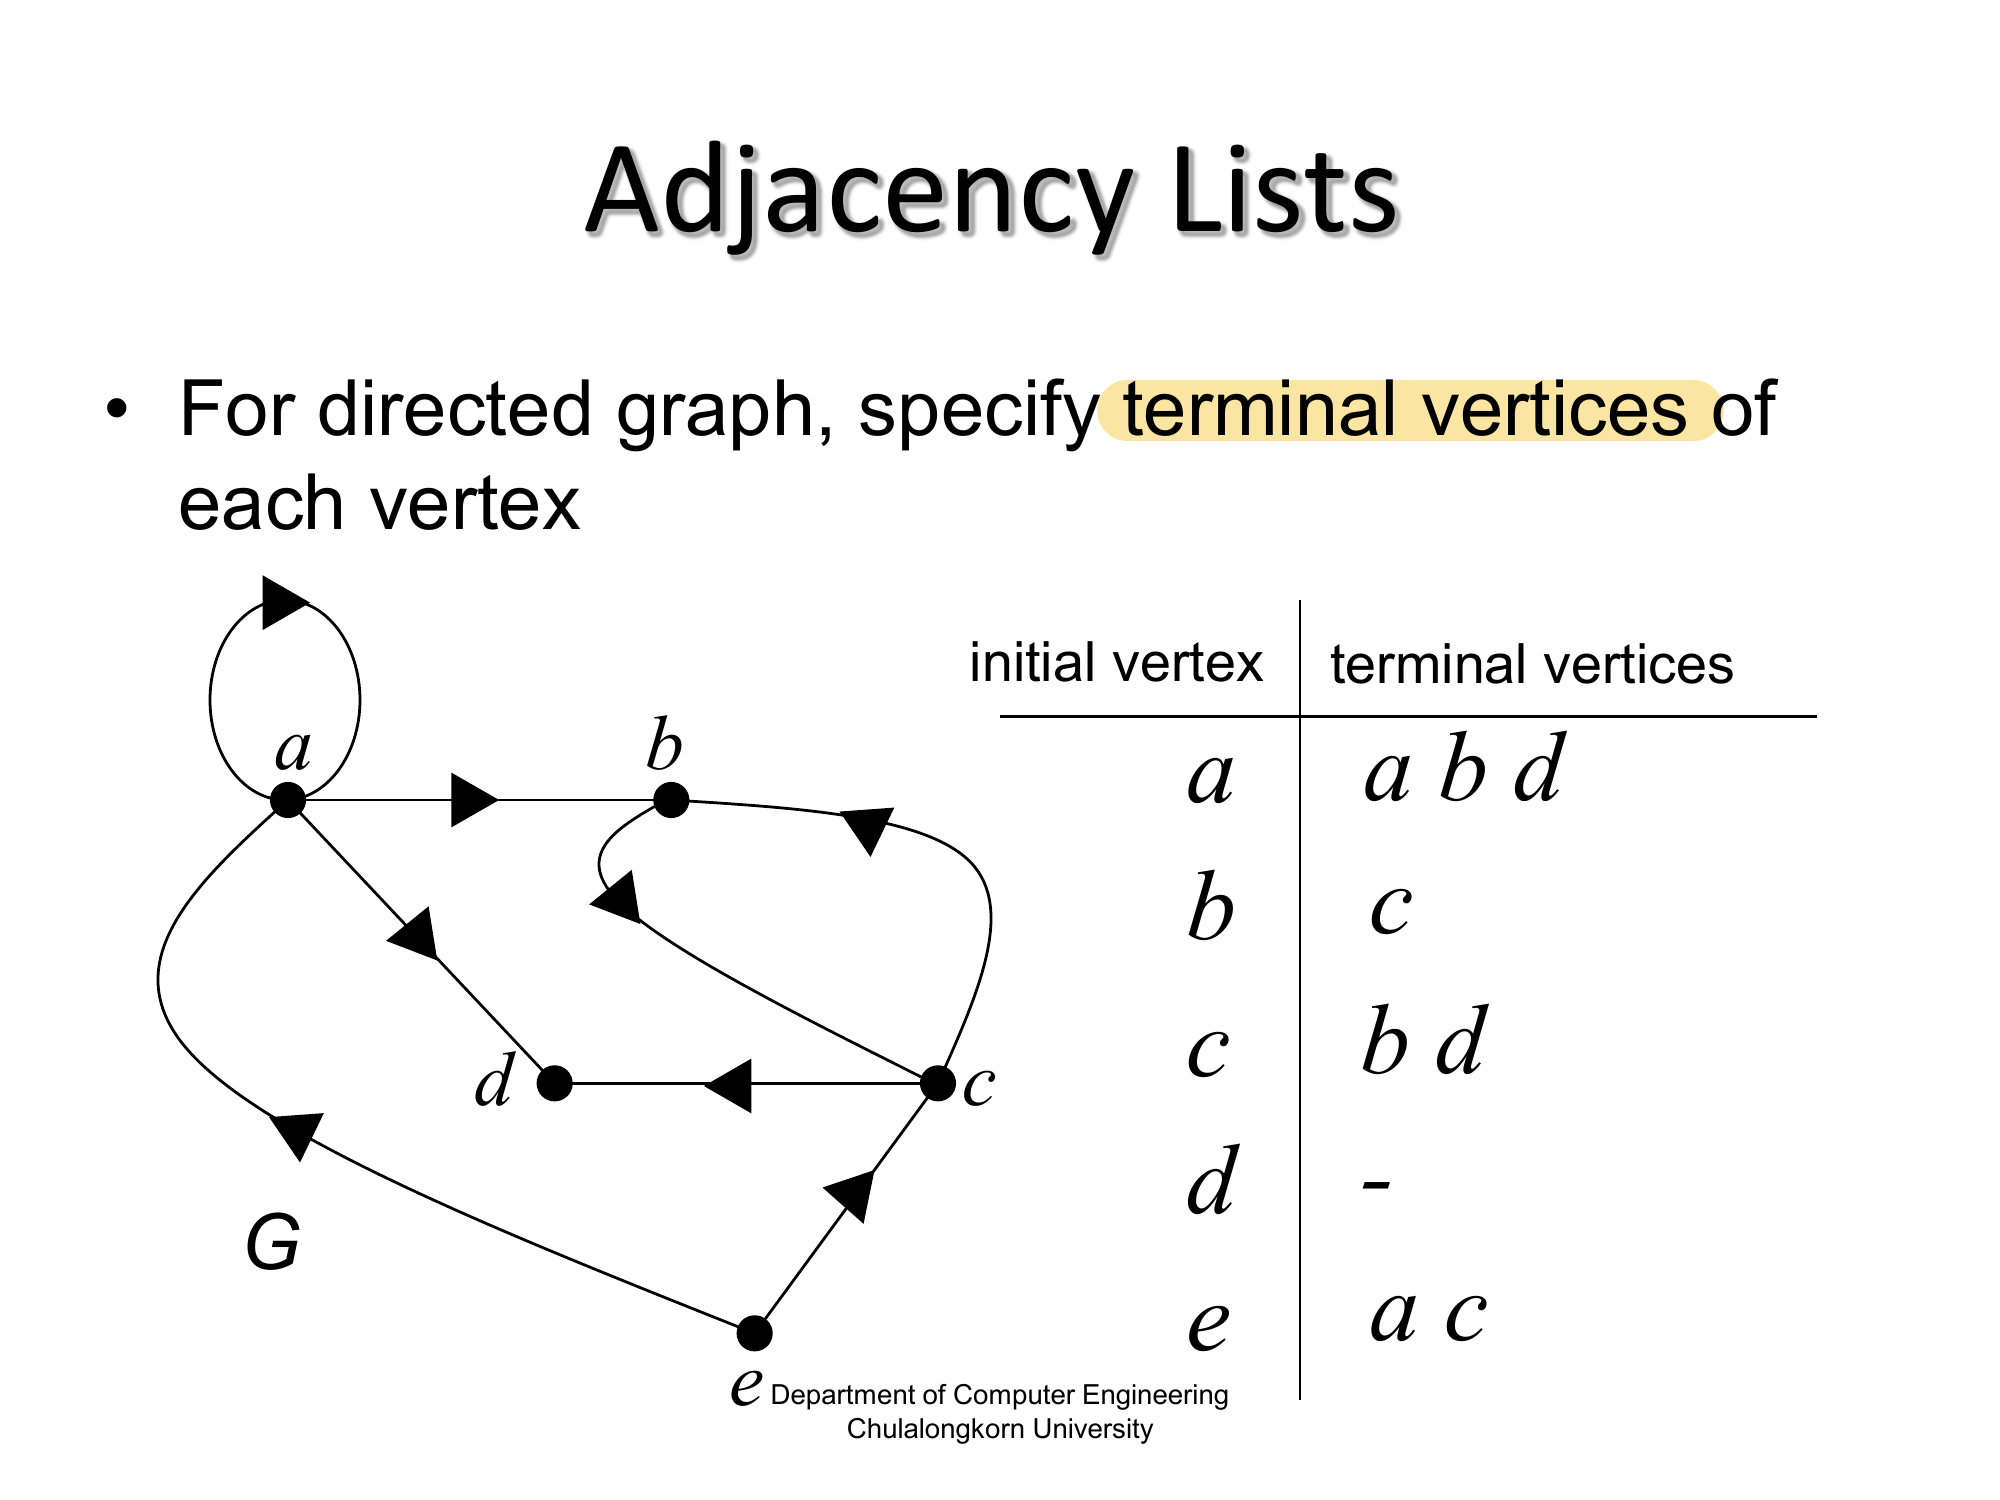 Adjacency Lists
• For directed graph, specify terminal vertices of
each vertex
initial vertex terminal vertices
a a b d
b c
c b d
d -
e a c
a
b
d
c
G
e
Department of Computer Engineering
Chulalongkorn University